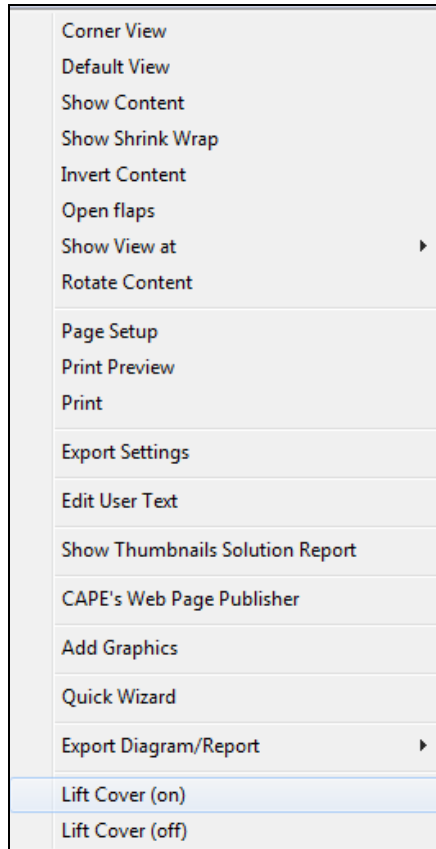 Corner View
Default View
Show Content
Show Shrink Wrap
Invert Content
Open flaps
Show View at
Rotate Content
Page Setup
Print Preview
Print
Export Settings
Edit User Text
Show Thumbnails Solution Report
CAPE's Web Page Publisher
Add Graphics
Quick Wizard
Export Diagram/Report
Lift Cover (on)
Lift Cover (off)